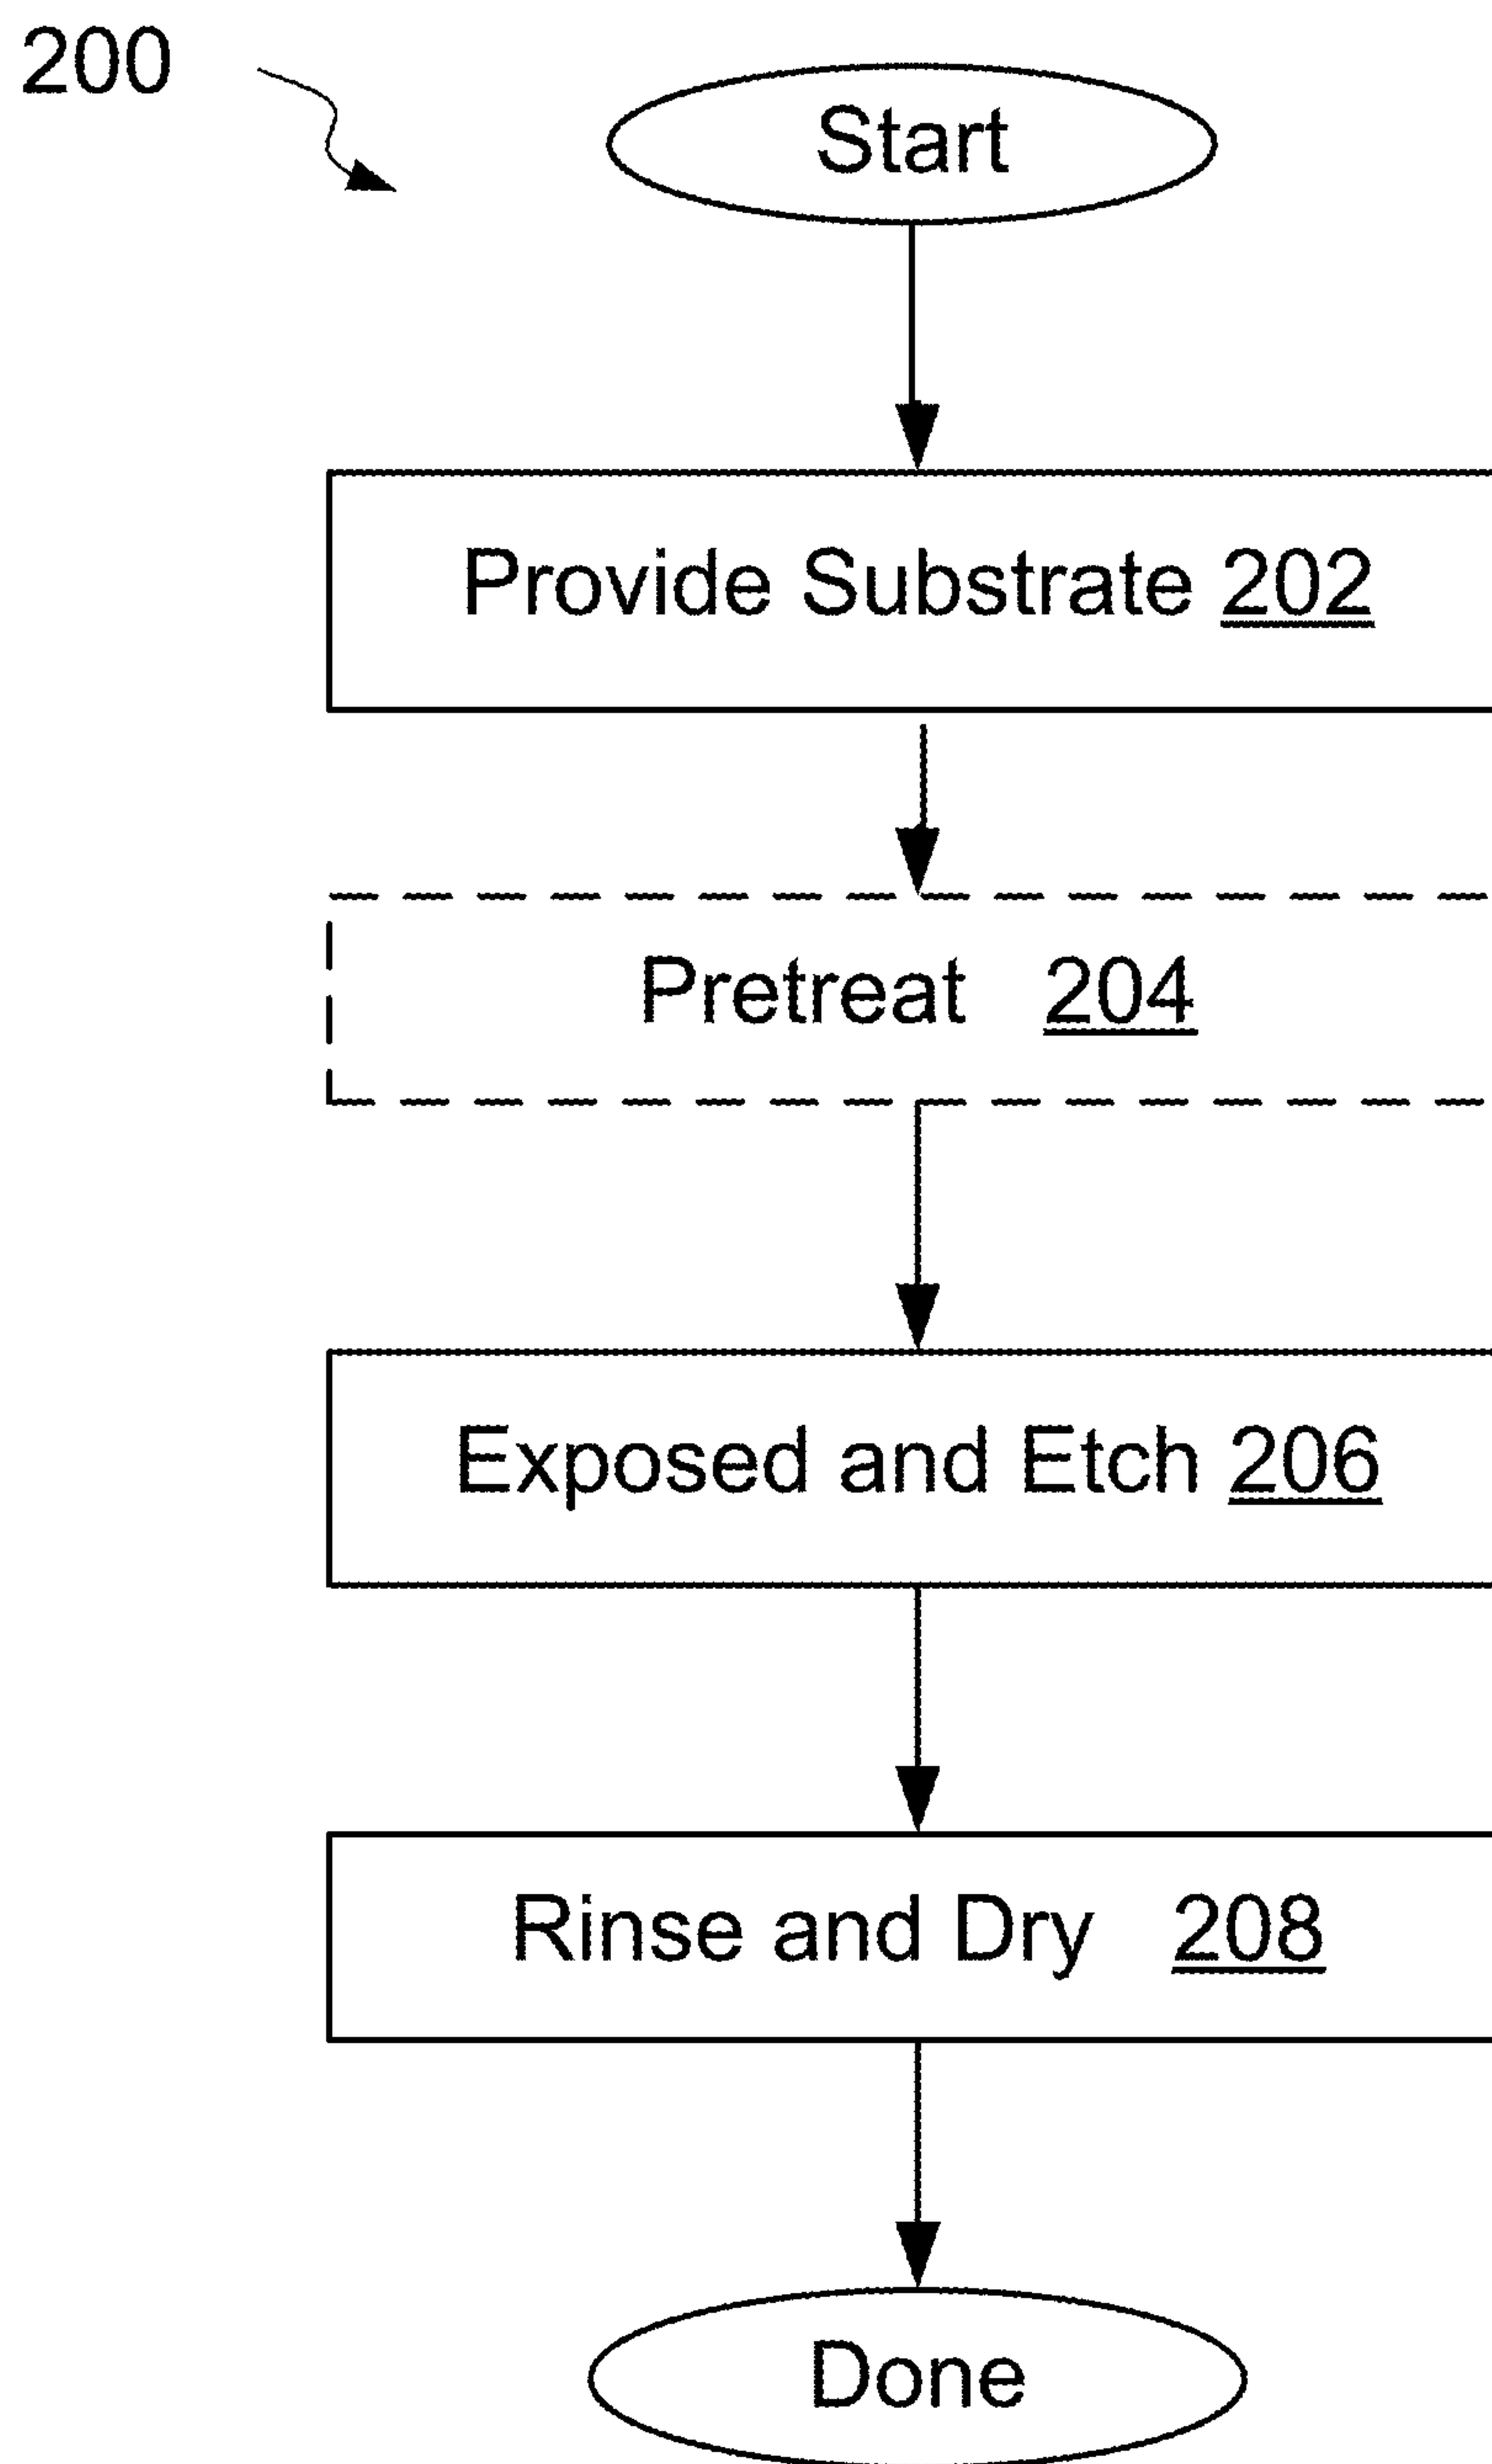 200
Start
Provide Substrate 202
Pretreat 204
Exposed and Etch 206
Rinse and Dry 208
Done